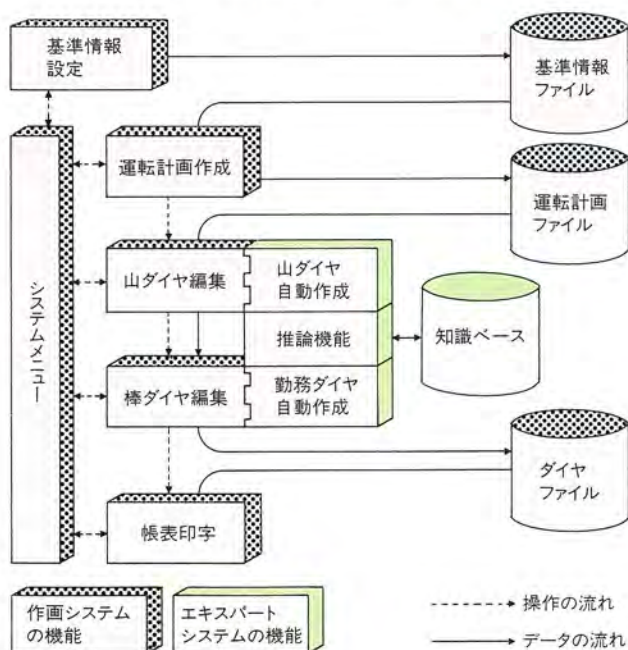 基準情報
設定
基準情報
ファイル
運転計画作成
運転計画
ファイル
システムメニュー
山ダイヤ編集
山ダイヤ
自動作成
推論機能
知識ベース
棒ダイヤ編集
勤務ダイヤ
自動作成
ダイヤ
ファイル
帳表印字
作画システム
の機能
エキスパート
システムの機能
操作の流れ
データの流れ